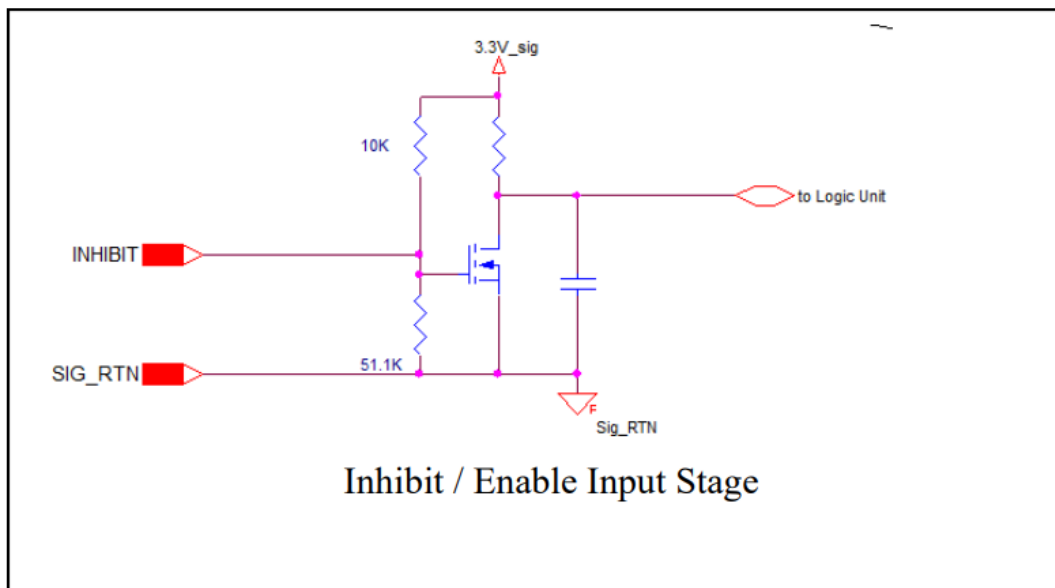 3.3V_sig
10K
to Logic Unit
INHIBIT
51.1K
SIG_RTN
F
Sig_RTN
Inhibit / Enable Input Stage